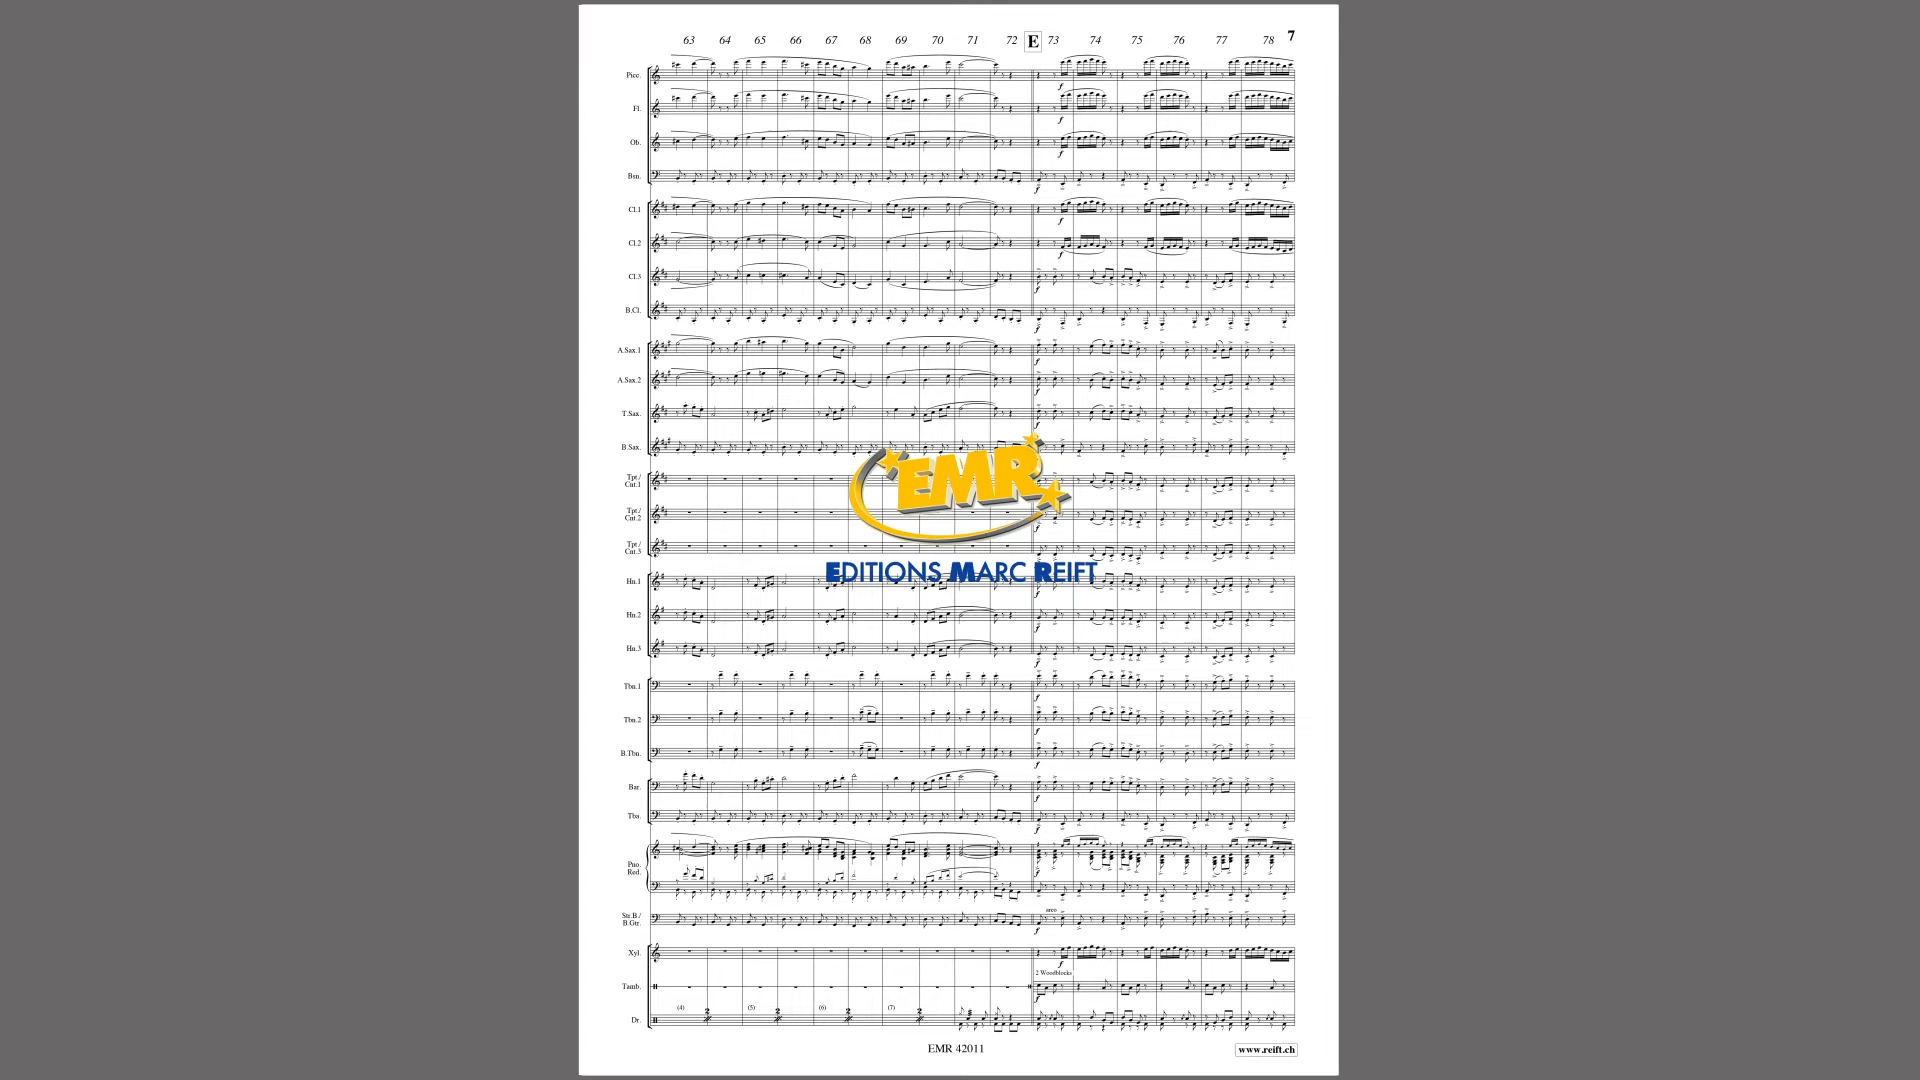 63 64 65 66 67 68 69 70 71 72 E 73 74 75 76 77 78 7
Picc.
Fl.
f
Ob.
f
Bsn.
f
Cl.1
f
Cl.2
f
Cl.3
f
B.Cl.
f
A.Sax.1
f
A.Sax.2
f
T.Sax.
f
B.Sax.
Tpt./
Cnt.1
Tpt./
Cnt.2
Tpt./
Cnt.3
EDITIONS MARC REIFT
EMR
Hn.1
f
Hn.2
f
Hn.3
f
Tbn.1
f
Tbn.2
f
B.Tbn.
f
Bar.
f
Tba.
f
Pno.
Red.
arco
Str.B./
B.Gtr.
f
Xyl.
f
2 Woodblocks
Tamb.
f
(4) 2 (5) 2 (6) 2 (7) 2
Dr.
EMR 42011
www.reift.ch